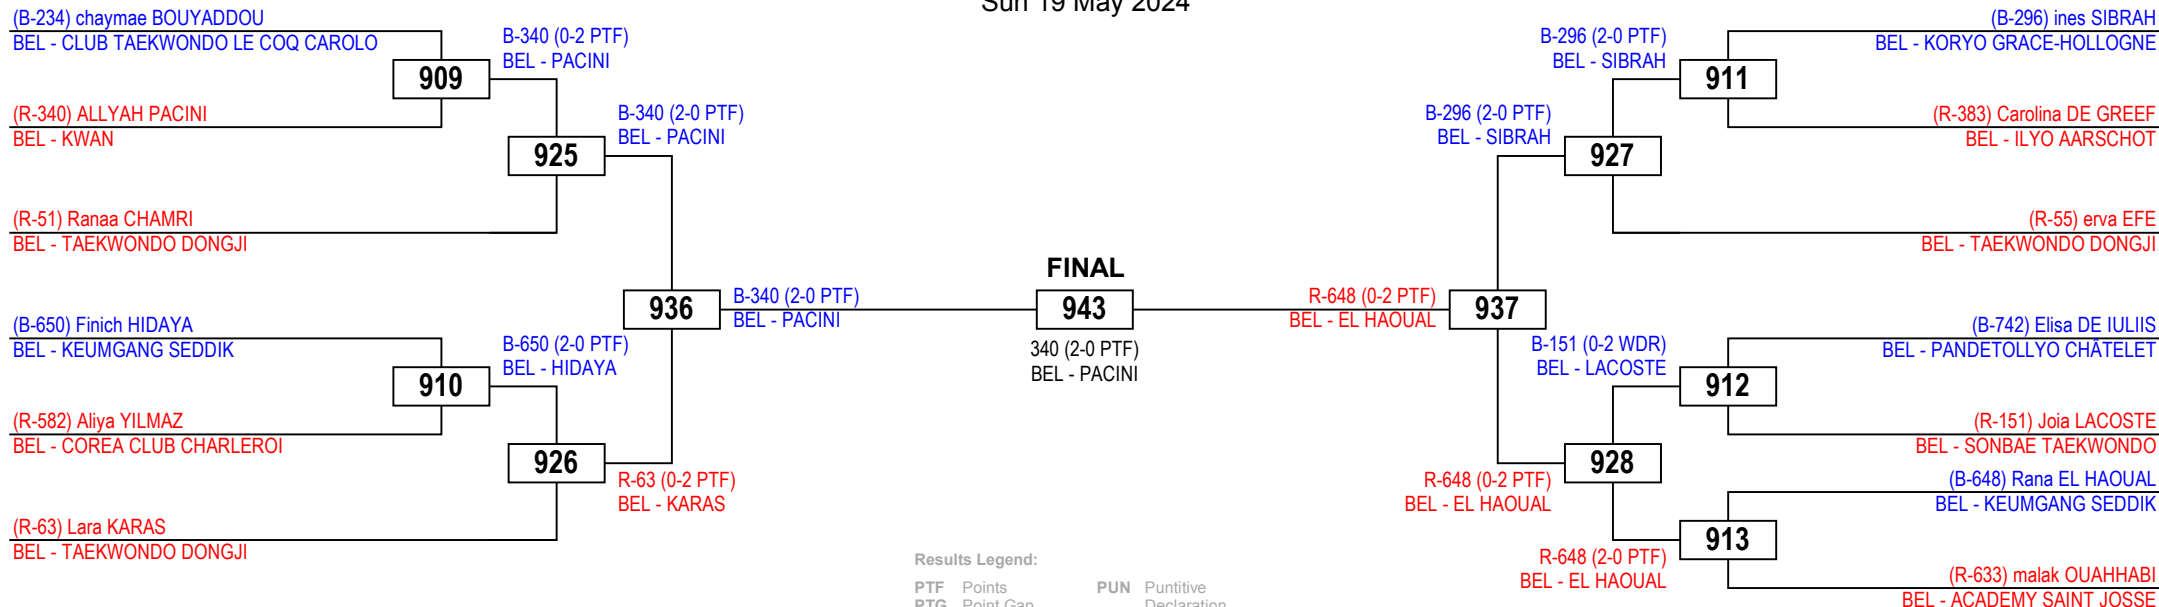 Sun 19 May 2024
(B-234) chaymae BOUYADDOU
BEL - CLUB TAEKWONDO LE COQ CAROLO
909
(R-340) ALLYAH PACINI
BEL - KWAN
B-340 (0-2 PTF)
BEL - PACINI
925
(R-51) Ranaa CHAMRI
BEL - TAEKWONDO DONGJI
B-340 (2-0 PTF)
BEL - PACINI
(B-650) Finich HIDAYA
BEL - KEUMGANG SEDDIK
910
(R-582) Aliya YILMAZ
BEL - COREA CLUB CHARLEROI
B-650 (2-0 PTF)
BEL - HIDAYA
926
(R-63) Lara KARAS
BEL - TAEKWONDO DONGJI
R-63 (0-2 PTF)
BEL - KARAS
936
B-340 (2-0 PTF)
BEL - PACINI
FINAL
943
340 (2-0 PTF)
BEL - PACINI
R-648 (0-2 PTF)
BEL - EL HAOUAL
937
B-296 (2-0 PTF)
BEL - SIBRAH
927
B-296 (2-0 PTF)
BEL - SIBRAH
911
(B-296) ines SIBRAH
BEL - KORYO GRACE-HOLLOGNE
(R-383) Carolina DE GREEF
BEL - ILYO AARSCHOT
(R-55) erva EFE
BEL - TAEKWONDO DONGJI
R-648 (0-2 PTF)
BEL - EL HAOUAL
928
B-151 (0-2 WDR)
BEL - LACOSTE
912
(B-742) Elisa DE IULIIS
BEL - PANDETOLLYO CHÂTELET
(R-151) Joia LACOSTE
BEL - SONBAE TAEKWONDO
R-648 (2-0 PTF)
BEL - EL HAOUAL
913
(B-648) Rana EL HAOUAL
BEL - KEUMGANG SEDDIK
(R-633) malak OUAHHABI
BEL - ACADEMY SAINT JOSSE
Results Legend:
PTF Points PUN Puntitive
PTG Point Gap Declaration